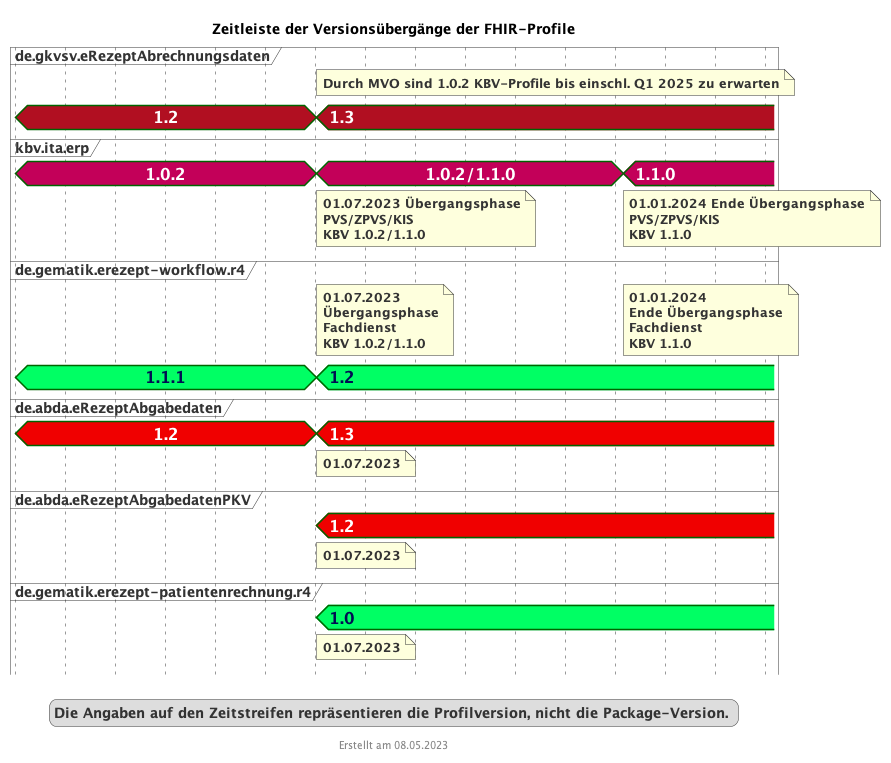 Zeitleiste der Versionsübergänge der FHIR-Profile
de.gkvsv.eRezeptAbrechnungsdaten
Durch MVO sind 1.0.2 KBV-Profile bis einschl. Q1 2025 zu erwarten
1.2
1.3
kbv.ita.erp
1.0.2
1.0.2/1.1.0
1.1.0
01.07.2023 Übergangsphase
PVS/ZPVS/KIS
KBV 1.0.2/1.1.0
01.01.2024 Ende Übergangsphase
PVS/ZPVS/KIS
KBV 1.1.0
de.gematik.erezept-workflow.r4
01.07.2023
Übergangsphase
Fachdienst
KBV 1.0.2/1.1.0
01.01.2024
Ende Übergangsphase
Fachdienst
KBV 1.1.0
1.1.1
1.2
de.abda.eRezeptAbgabedaten
1.2
1.3
01.07.2023
de.abda.eRezeptAbgabedatenPKV
1.2
01.07.2023
de.gematik.erezept-patientenrechnung.r4
1.0
01.07.2023
Die Angaben auf den Zeitstreifen repräsentieren die Profilversion, nicht die Package-Version.
Erstellt am 08.05.2023